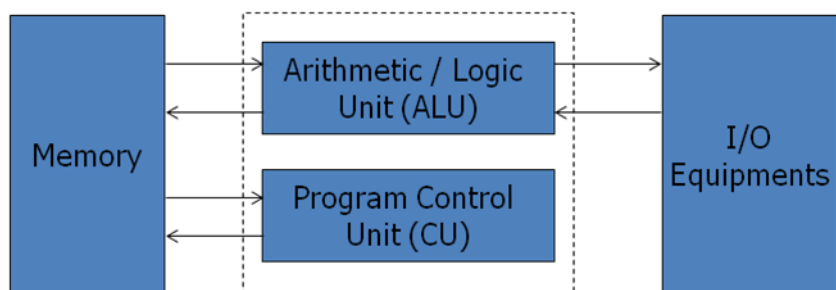 Memory
Arithmetic / Logic
Unit (ALU)
Program Control
Unit (CU)
I/O
Equipments